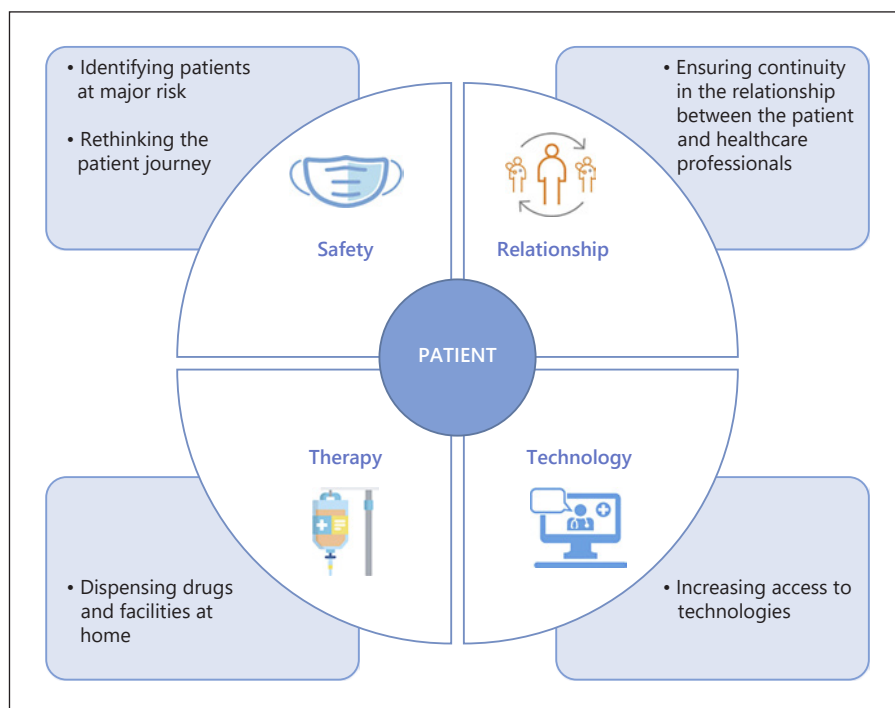 • Identifying patients
at major risk
• Rethinking the
patient journey
• Ensuring continuity
in the relationship
between the patient
and healthcare
professionals
Safety
Relationship
PATIENT
Therapy
Technology
• Dispensing drugs
and facilities at
home
• Increasing access to
technologies